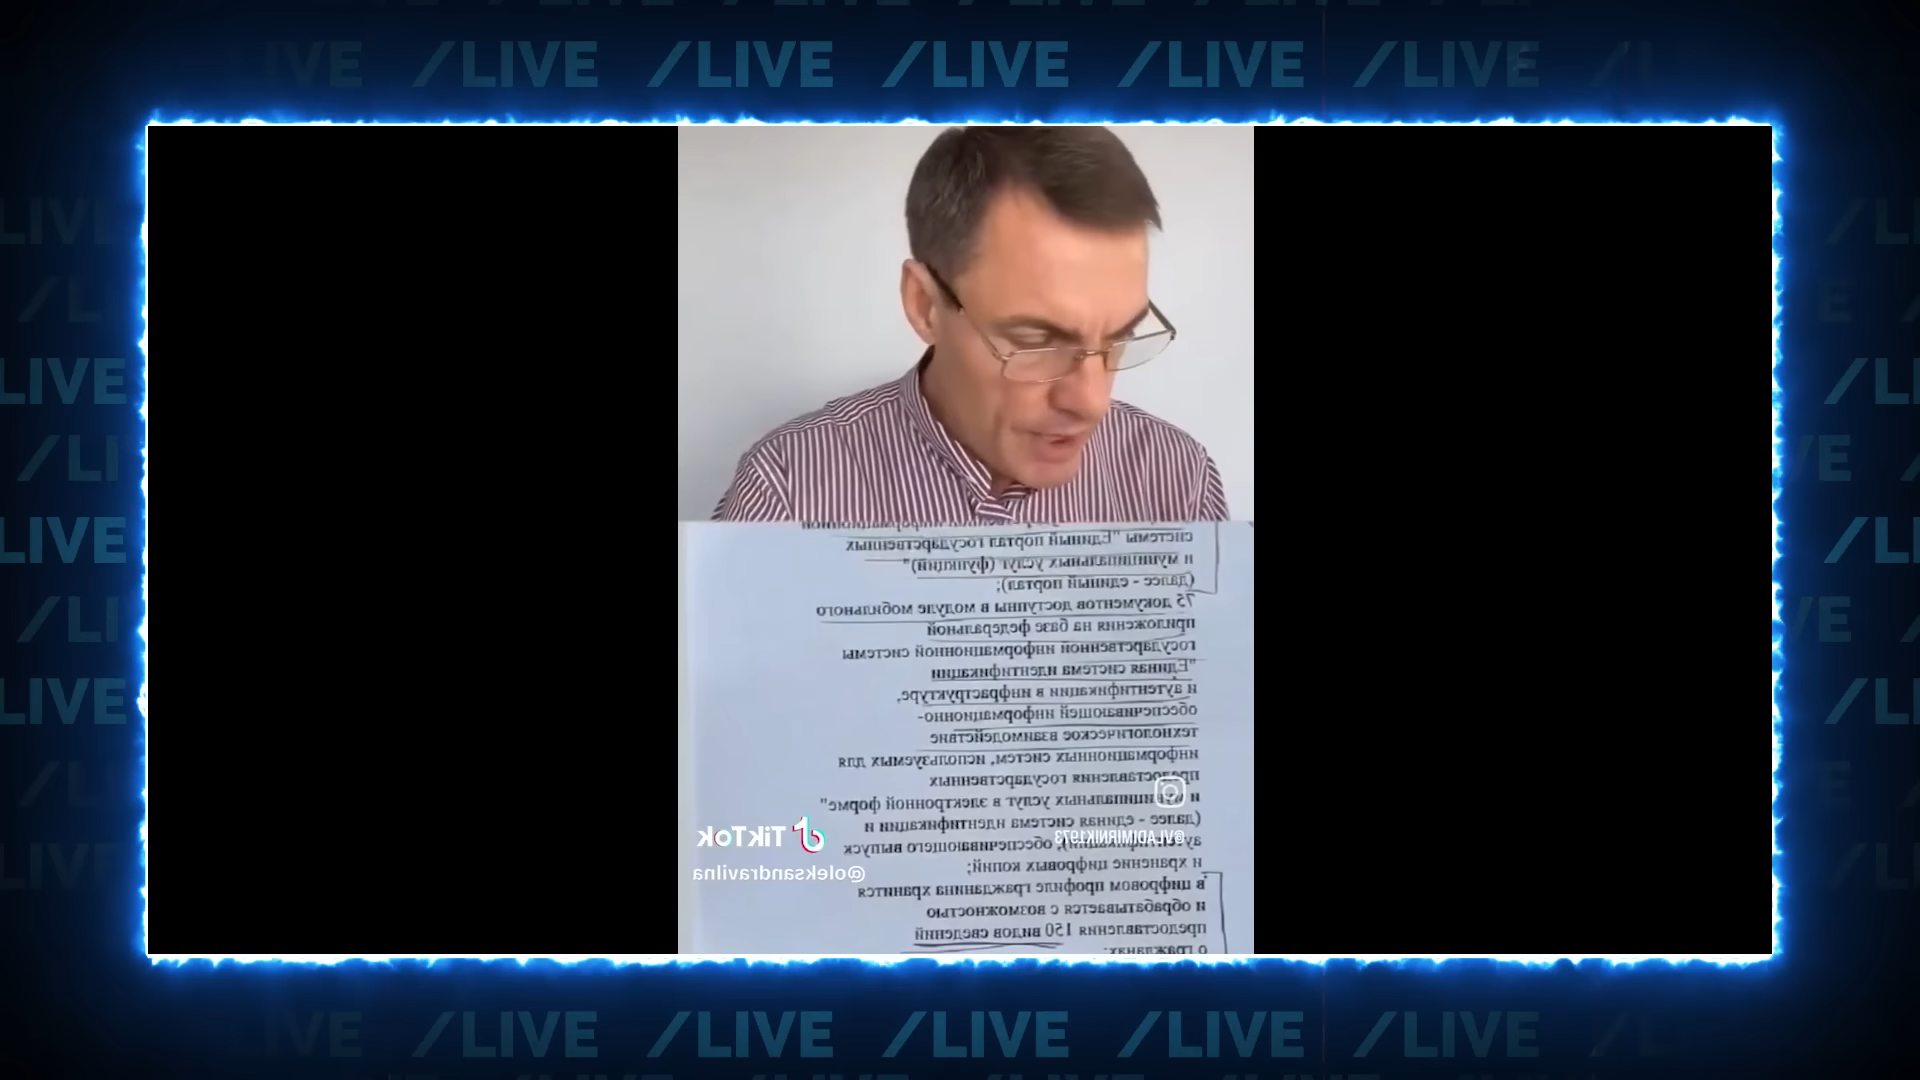 /LIVE /LIVE /LIVE /LIVE /LIVE
системы "Единый портал государственных
и муниципальных услуг (функций)"
(далее - единый портал);
75 документов доступны в модуле мобильного
приложения на базе федеральной
государственной информационной системы
"Единая система идентификации
и аутентификации в инфраструктуре,
обеспечивающей информационно-
технологическое взаимодействие
информационных систем, используемых для
предоставления государственных
и муниципальных услуг в электронной форме"
(далее - единая система идентификации и
аутентификации), обеспечивающего выпуск
и хранение цифровых копий;
в цифровом профиле гражданина хранится
и обрабатывается с возможностью
предоставления 150 видов сведений
о гражданах:
@VLADIMIRNIK1973
TikTok
@oleksandravilna
/LIVE /LIVE /LIVE /LIVE /LIVE